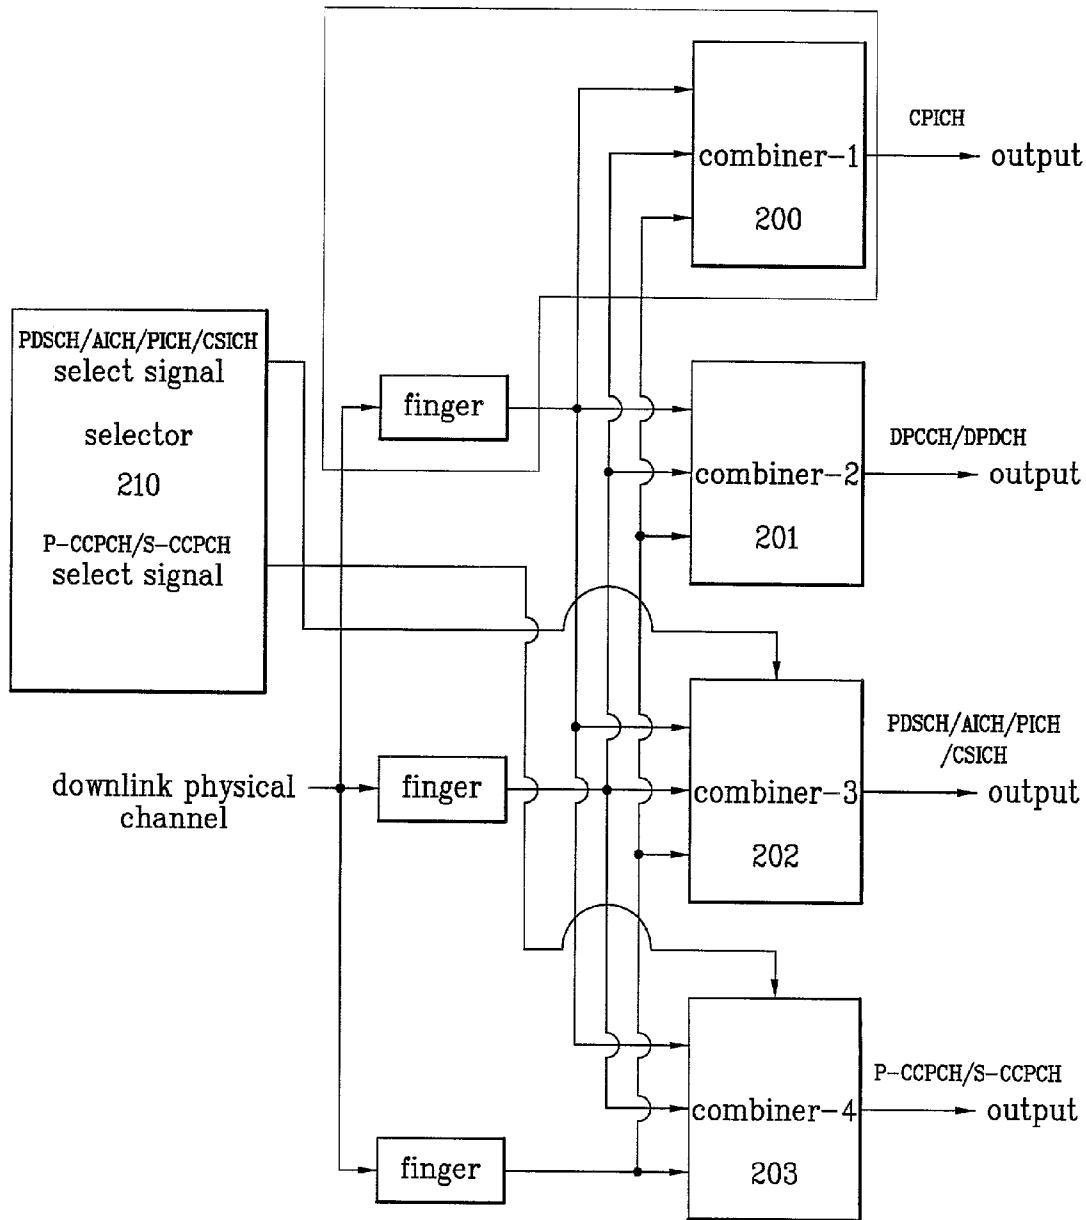 CPICH
combiner-1
output
200
PDSCH/AICH/PICH/CSICH
select signal
selector
210
P-CCPCH/S-CCPCH
select signal
finger
DPCCH/DPDCH
combiner-2
output
201
PDSCH/AICH/PICH
/CSICH
downlink physical
channel
finger
combiner-3
output
202
P-CCPCH/S-CCPCH
combiner-4
output
finger
203